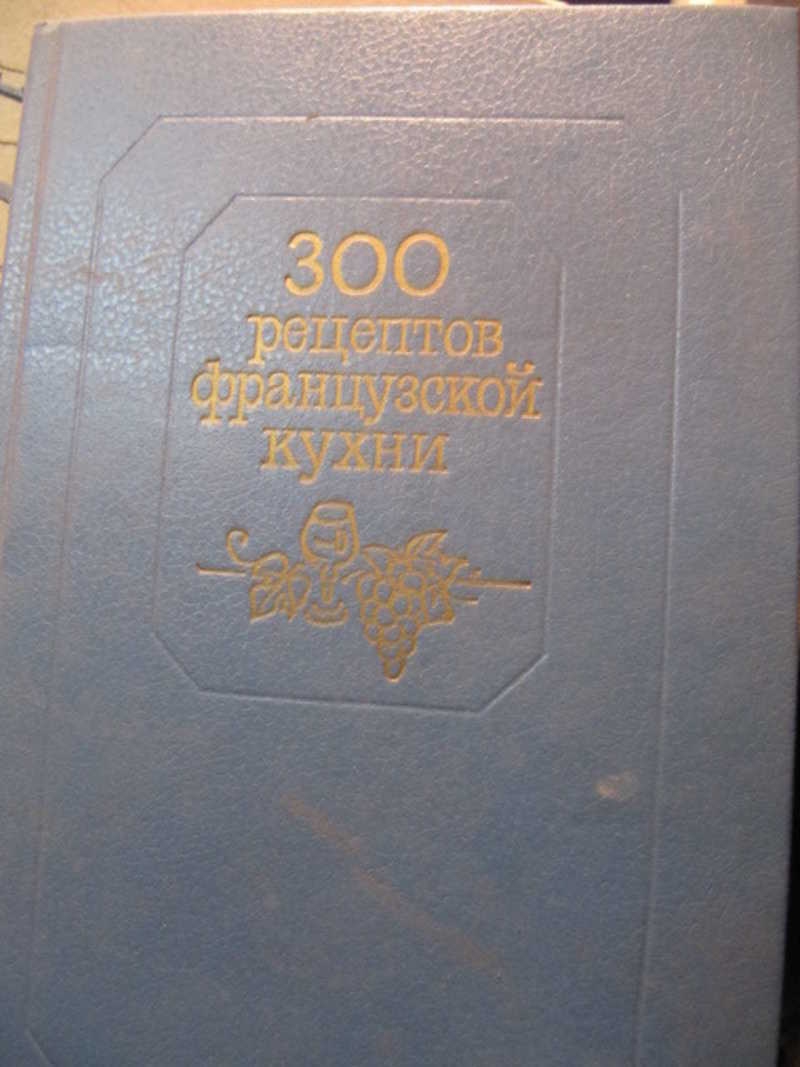 300
рецептов
французской
кухни